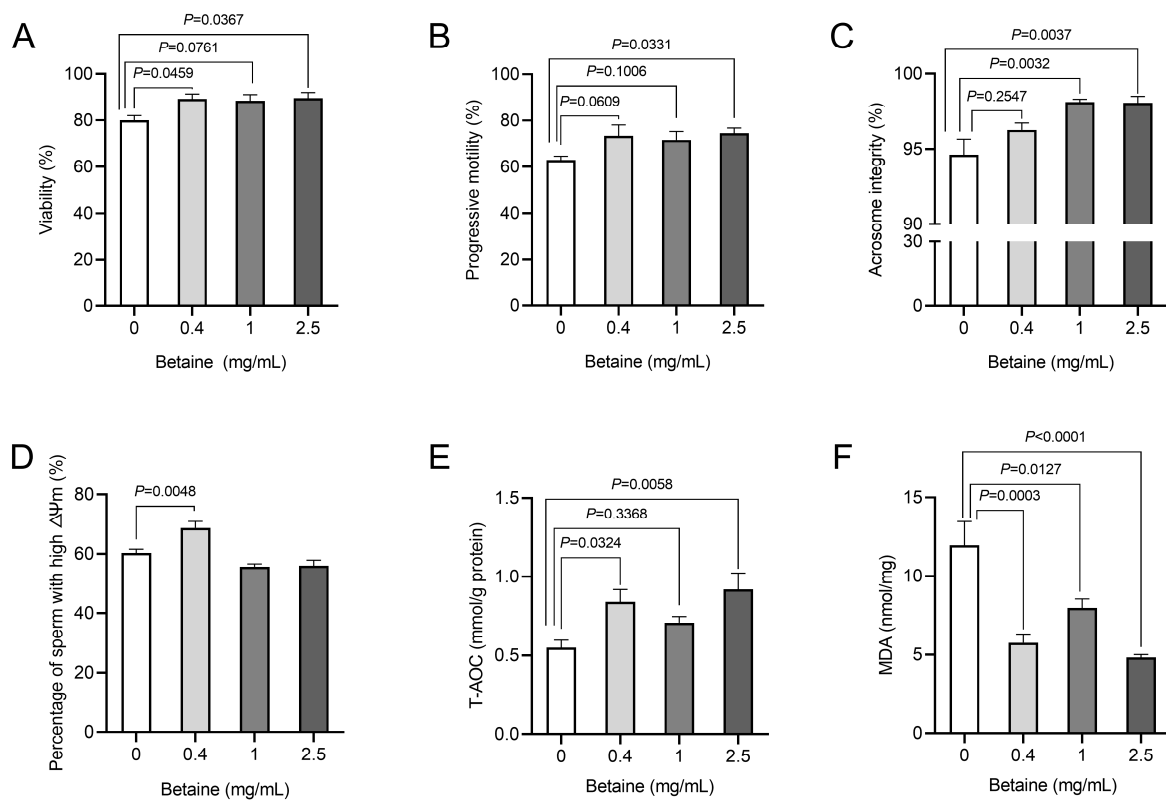 A
P=0.0367
P=0.0761
P=0.0459
Viability (%)
100
80
60
40
20
0
0 0.4 1 2.5
Betaine (mg/mL)
B
P=0.0331
P=0.1006
P=0.0609
Progressive motility (%)
100
80
60
40
20
0
0 0.4 1 2.5
Betaine (mg/mL)
C
P=0.0037
P=0.0032
P=0.2547
Acrosome integrity (%)
100
95
90
30
0
0 0.4 1 2.5
Betaine (mg/mL)
D
P=0.0048
Percentage of sperm with high ΔΨm (%)
80
60
40
20
0
0 0.4 1 2.5
Betaine (mg/mL)
E
P=0.0058
P=0.3368
P=0.0324
T-AOC (mmol/g protein)
1.5
1.0
0.5
0.0
0 0.4 1 2.5
Betaine (mg/mL)
F
P<0.0001
P=0.0127
P=0.0003
MDA (nmol/mg)
15
10
5
0
0 0.4 1 2.5
Betaine (mg/mL)